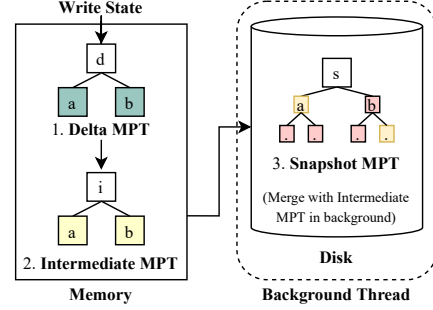 Write State
d
a b
1. Delta MPT
i
a b
2. Intermediate MPT
Memory
s
a b
. . . .
3. Snapshot MPT
(Merge with Intermediate
MPT in background)
Disk
Background Thread